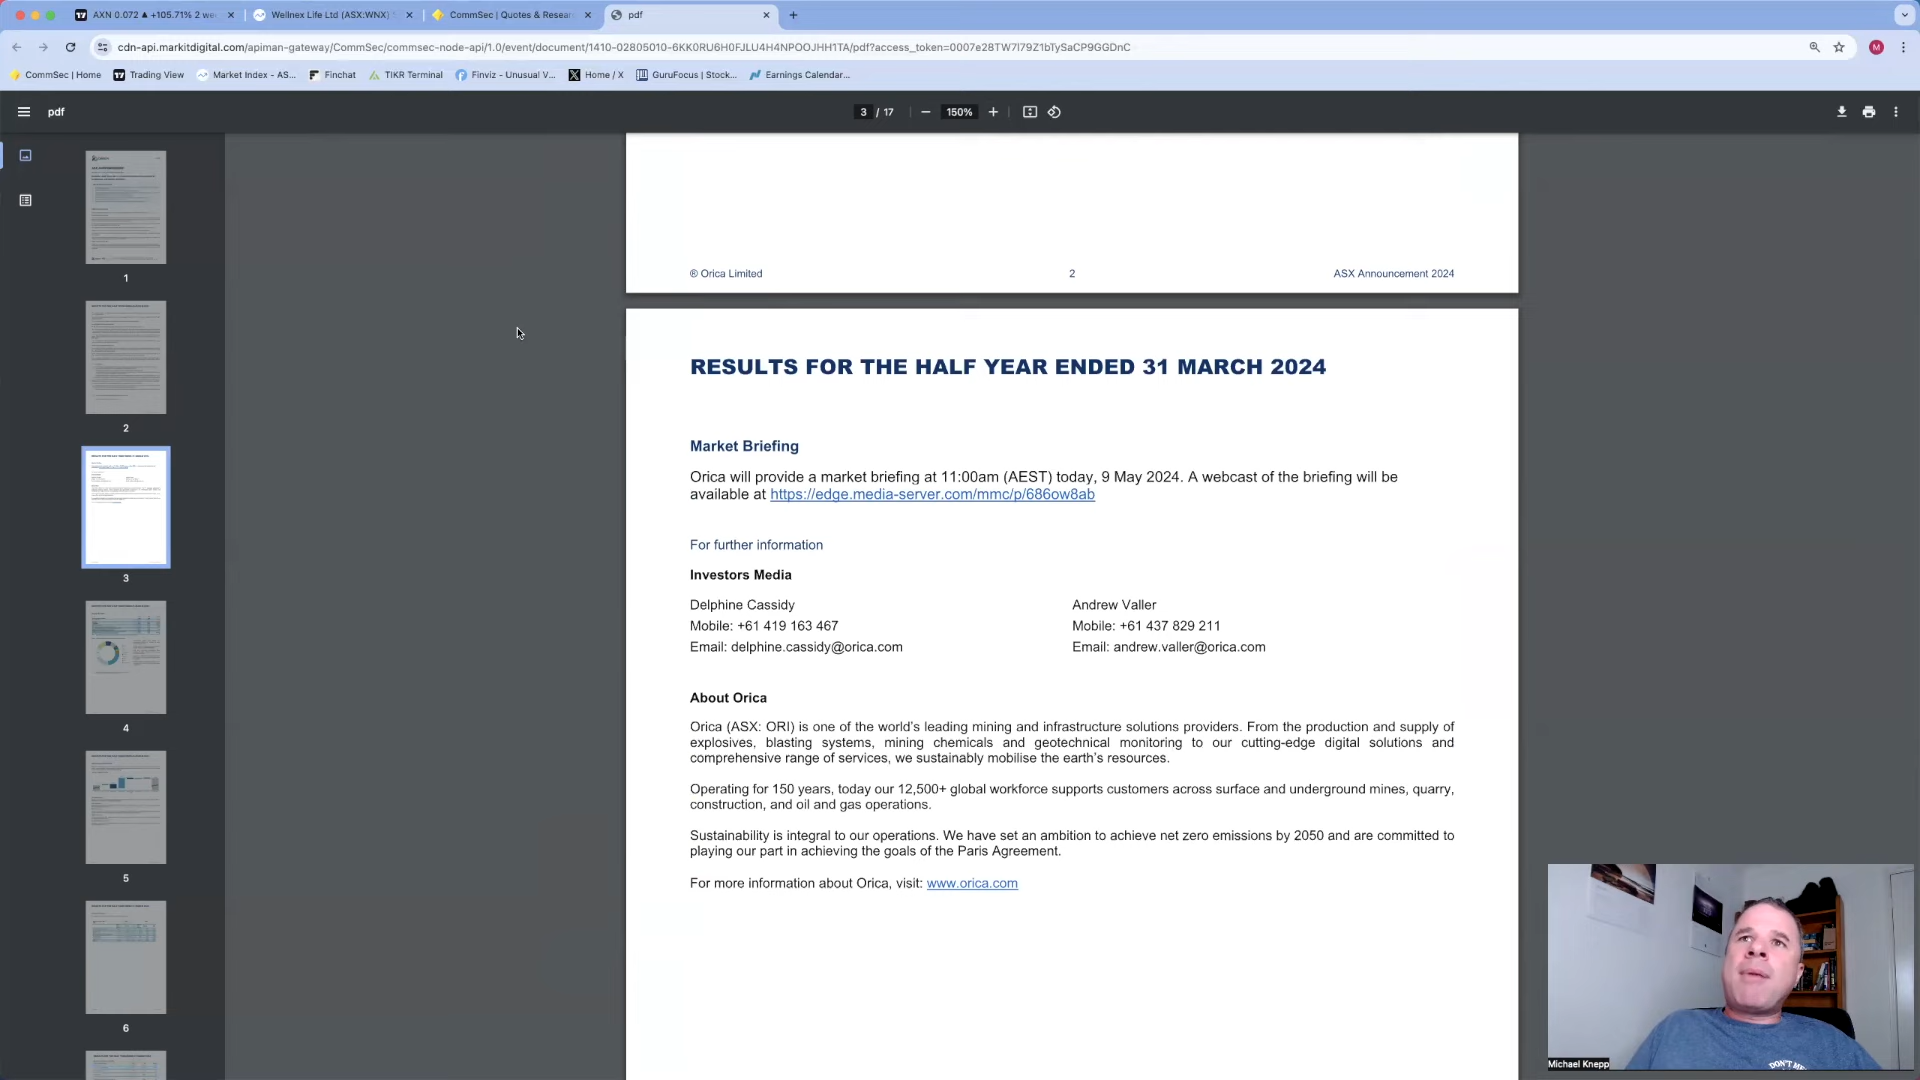 AXN 0.072 ▲ +105.71% 2 we
Wellnex Life Ltd (ASX:WNX)
CommSec | Quotes & Resear
pdf
cdn-api.markitdigital.com/apiman-gateway/CommSec/commsec-node-api/1.0/event/document/1410-02805010-6KK0RU6H0FJLU4H4NPOOJHH1TA/pdf?access_token=0007e28TW7l79Z1bTySaCP9GGDnC
M
CommSec | Home
Trading View
Market Index - AS...
Finchat
TIKR Terminal
Finviz - Unusual V...
Home / X
GuruFocus | Stock...
Earnings Calendar...
pdf
3 / 17
150%
1
2
3
4
5
6
® Orica Limited
2
ASX Announcement 2024
RESULTS FOR THE HALF YEAR ENDED 31 MARCH 2024
Market Briefing
Orica will provide a market briefing at 11:00am (AEST) today, 9 May 2024. A webcast of the briefing will be
available at https://edge.media-server.com/mmc/p/686ow8ab
For further information
Investors Media
Delphine Cassidy
Andrew Valler
Mobile: +61 419 163 467
Mobile: +61 437 829 211
Email: delphine.cassidy@orica.com
Email: andrew.valler@orica.com
About Orica
Orica (ASX: ORI) is one of the world's leading mining and infrastructure solutions providers. From the production and supply of
explosives, blasting systems, mining chemicals and geotechnical monitoring to our cutting-edge digital solutions and
comprehensive range of services, we sustainably mobilise the earth's resources.
Operating for 150 years, today our 12,500+ global workforce supports customers across surface and underground mines, quarry,
construction, and oil and gas operations.
Sustainability is integral to our operations. We have set an ambition to achieve net zero emissions by 2050 and are committed to
playing our part in achieving the goals of the Paris Agreement.
For more information about Orica, visit: www.orica.com
Michael Knepp
DON'T